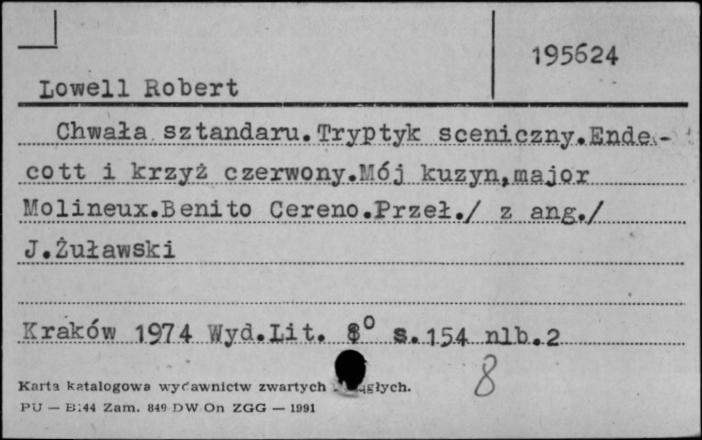 195624
Lowell Robert
Chwała sztandaru.Tryptyk sceniczny.Ende-
cott i krzyż czerwony.Mój kuzyn,major
Molineux.Benito Cereno.Przeł./ z ang./
J.Żuławski
Kraków 1974 Wyd.Lit. 8° s.154 nlb.2
8
Karta katalogowa wydawnictw zwartych
PU — B:44 Zam. 849 DW On ZGG — 1991